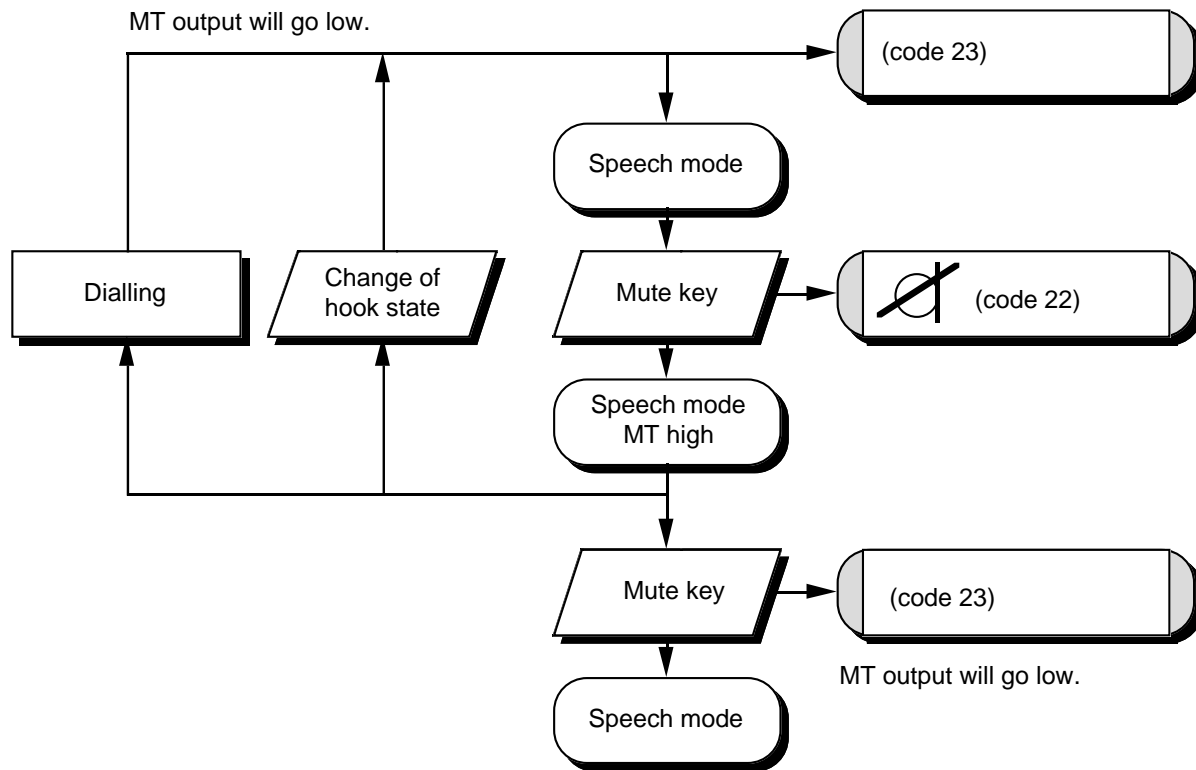 MT output will go low.
(code 23)
Speech mode
Dialling
Change of
hook state
Mute key
(code 22)
Speech mode
MT high
Mute key
(code 23)
MT output will go low.
Speech mode